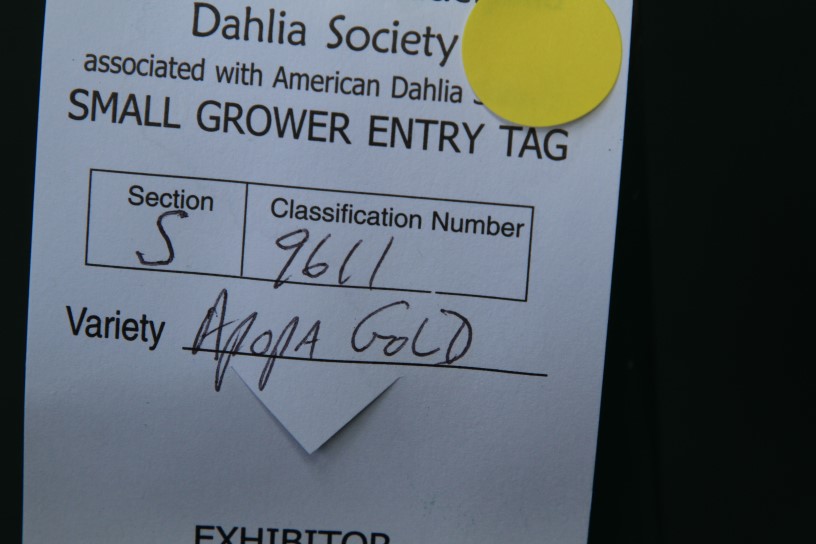 Dahlia Society
associated with American Dahlia
SMALL GROWER ENTRY TAG
Section Classification Number
S 9611
Variety Apopa Gold
EXHIBITOR